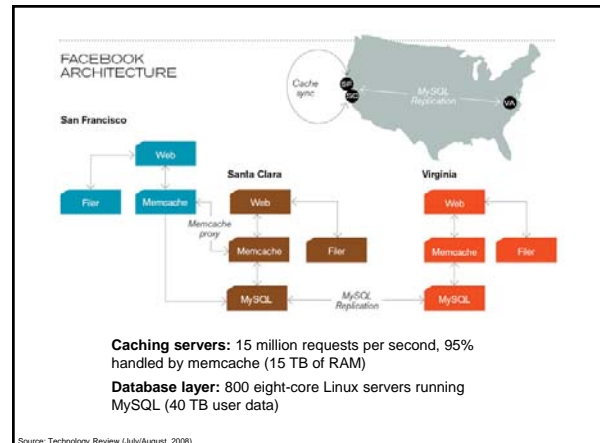 FACEBOOK
ARCHITECTURE
Cache
sync
SF
SC
MySQL
Replication
VA
San Francisco
Web
Filer
Memcache
Memcache
proxy
Santa Clara
Web
Memcache
Filer
MySQL
MySQL
Replication
Virginia
Web
Memcache
Filer
MySQL
Caching servers: 15 million requests per second, 95%
handled by memcache (15 TB of RAM)
Database layer: 800 eight-core Linux servers running
MySQL (40 TB user data)
Source: Technology Review (July/August, 2008)